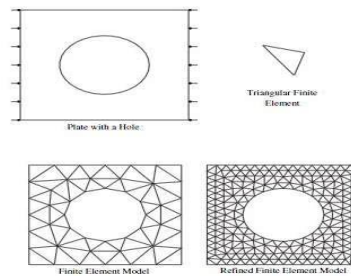 Plate with a Hole
Triangular Finite
Element
Finite Element Model
Refined Finite Element Model